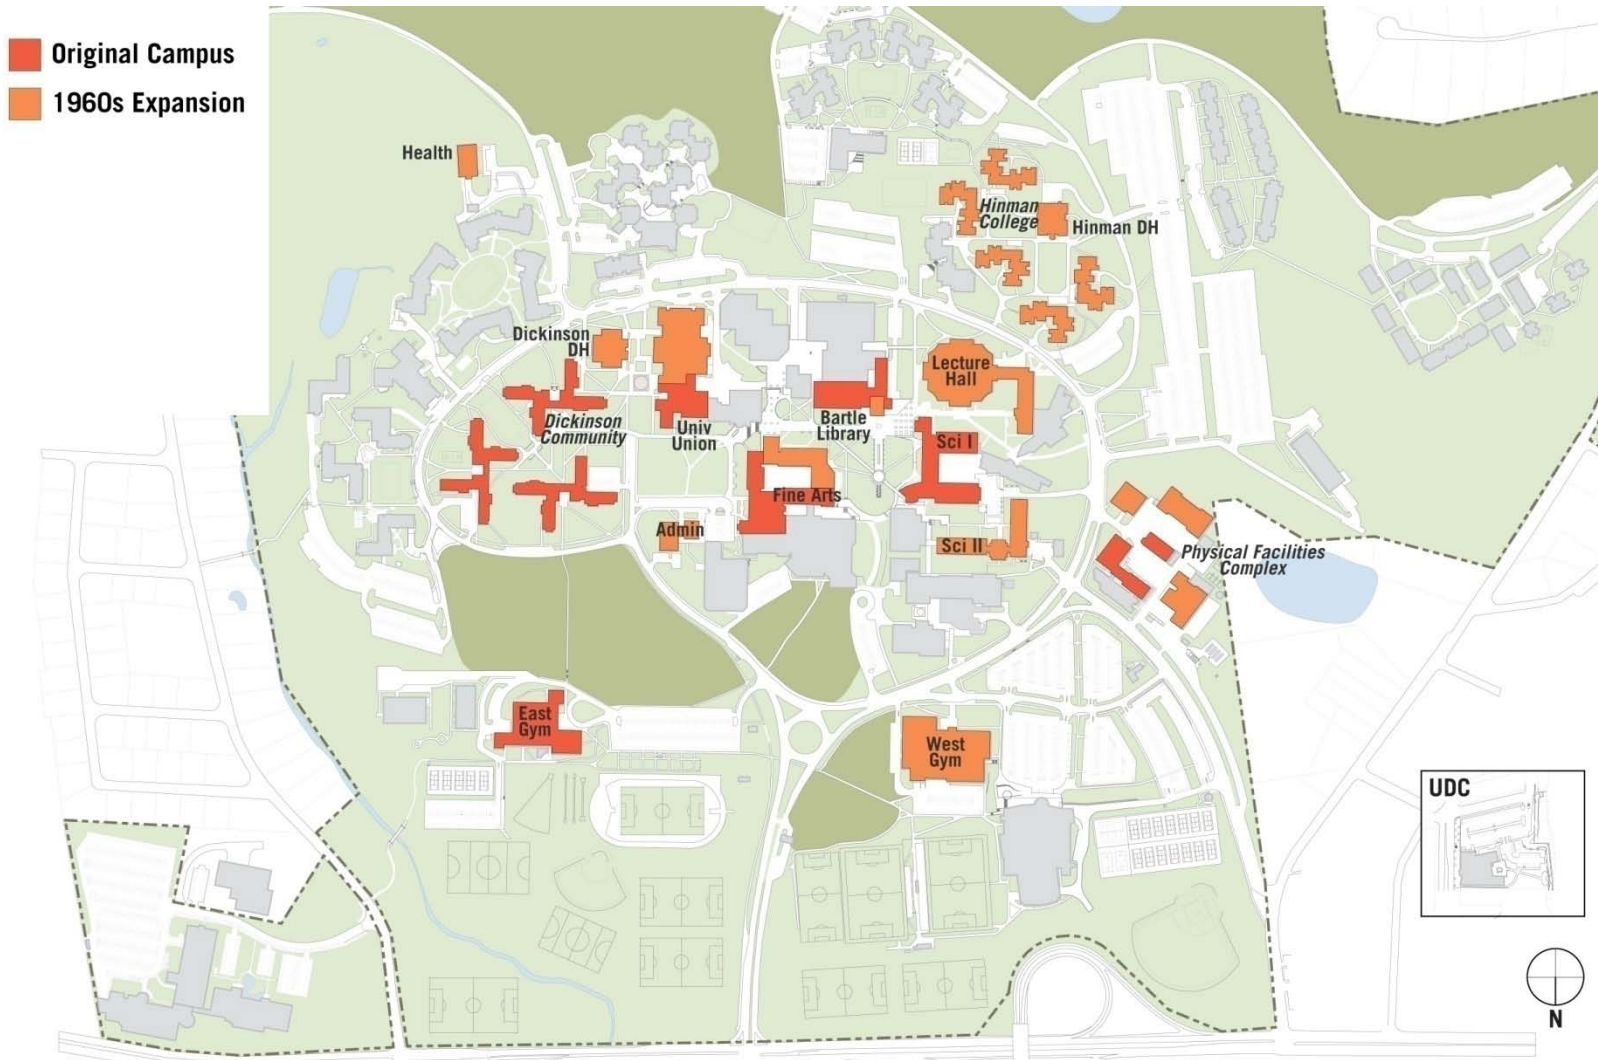 Original Campus
1960s Expansion
Health
Hinman
College
Hinman DH
Dickinson
DH
Lecture
Hall
Dickinson
Community
Univ
Union
Bartle
Library
Sci I
Fine Arts
Admin
Sci II
Physical Facilities
Complex
East
Gym
West
Gym
UDC
N